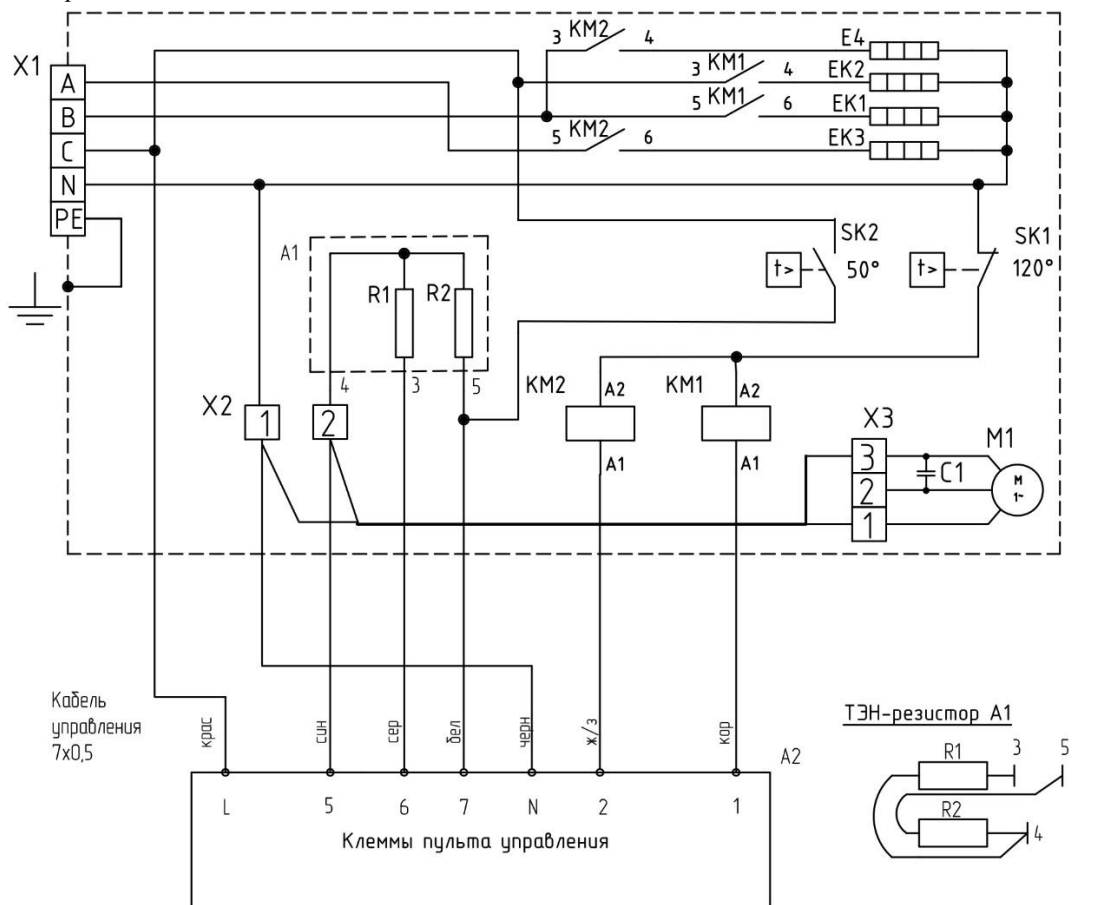 3 KM2 4 E4
X1
A 3 KM1 4 EK2
B 5 KM1 6 EK1
C 5 KM2 6 EK3
N
PE
A1
SK2 SK1
t> 50° t> 120°
R1 R2
4 3 5 KM2 A2 KM1 A2
X2 1 2 X3
A1 A1 3 M1
2 C1 М
1~
1
Кабель
управления
7x0,5
ТЭН-резистор A1
крас син сер бел черн ж/з кор A2
R1 3 5
L 5 6 7 N 2 1
R2 4
Клеммы пульта управления